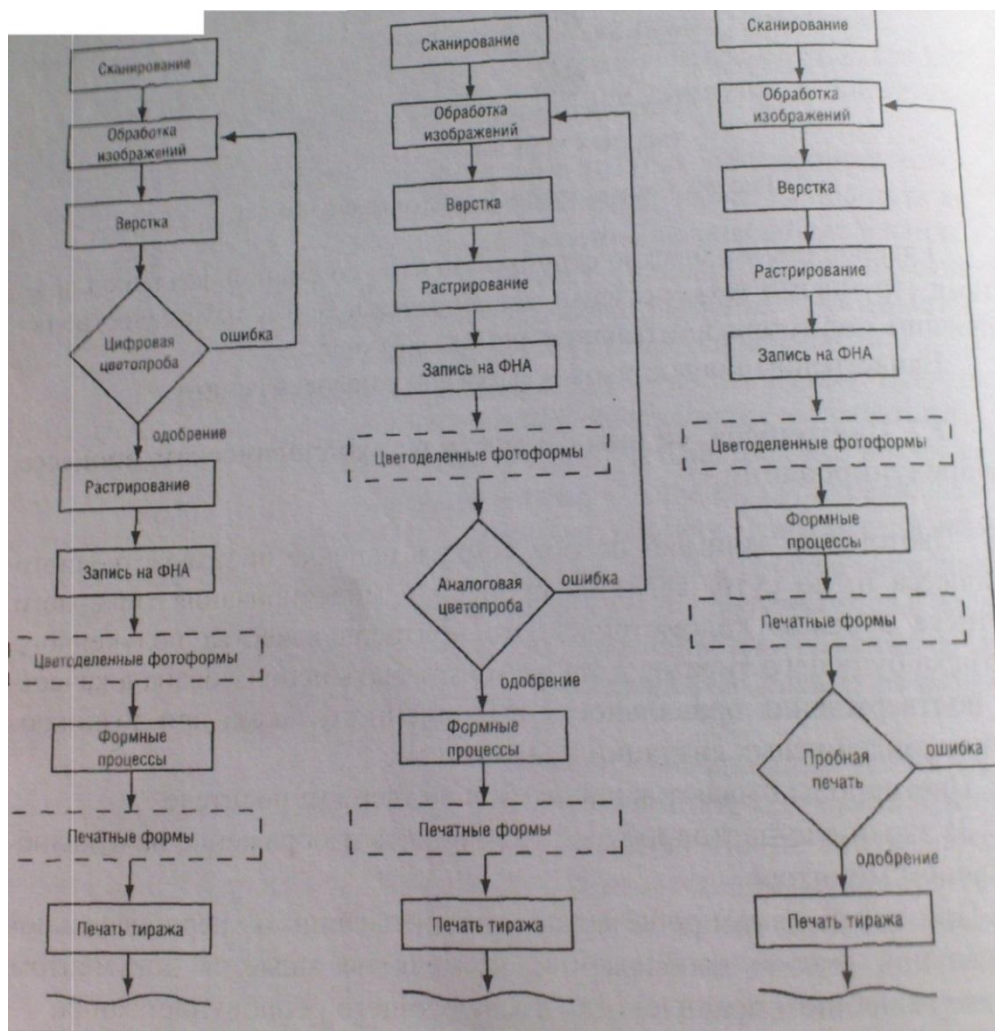 Сканирование
Обработка
изображений
Верстка
Цифровая
цветопроба
ошибка
одобрение
Растрирование
Запись на ФНА
Цветоделенные фотоформы
Формные
процессы
Печатные формы
Печать тиража
Сканирование
Обработка
изображений
Верстка
Растрирование
Запись на ФНА
Цветоделенные фотоформы
Аналоговая
цветопроба
ошибка
одобрение
Формные
процессы
Печатные формы
Печать тиража
Сканирование
Обработка
изображений
Верстка
Растрирование
Запись на ФНА
Цветоделенные фотоформы
Формные
процессы
Печатные формы
Пробная
печать
ошибка
одобрение
Печать тиража